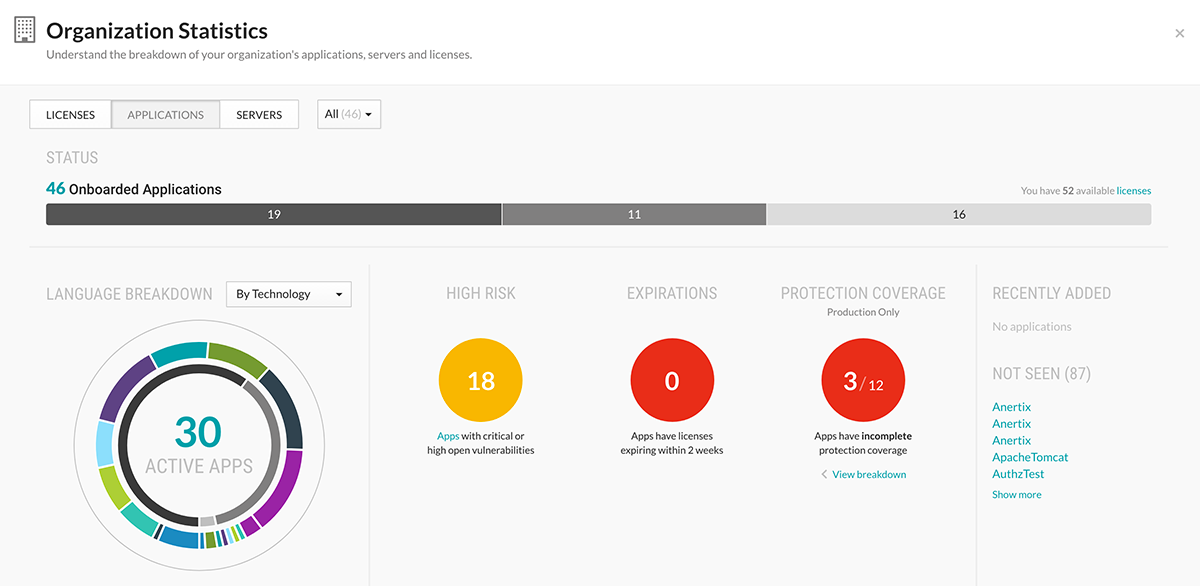 Organization Statistics
Understand the breakdown of your organization's applications, servers and licenses.
×
LICENSES
APPLICATIONS
SERVERS
All (46)
STATUS
46 Onboarded Applications
You have 52 available licenses
19
11
16
LANGUAGE BREAKDOWN
By Technology
30
ACTIVE APPS
HIGH RISK
18
Apps with critical or
high open vulnerabilities
EXPIRATIONS
0
Apps have licenses
expiring within 2 weeks
PROTECTION COVERAGE
Production Only
3 / 12
Apps have incomplete
protection coverage
View breakdown
RECENTLY ADDED
No applications
NOT SEEN (87)
Anertix
Anertix
Anertix
ApacheTomcat
AuthzTest
Show more